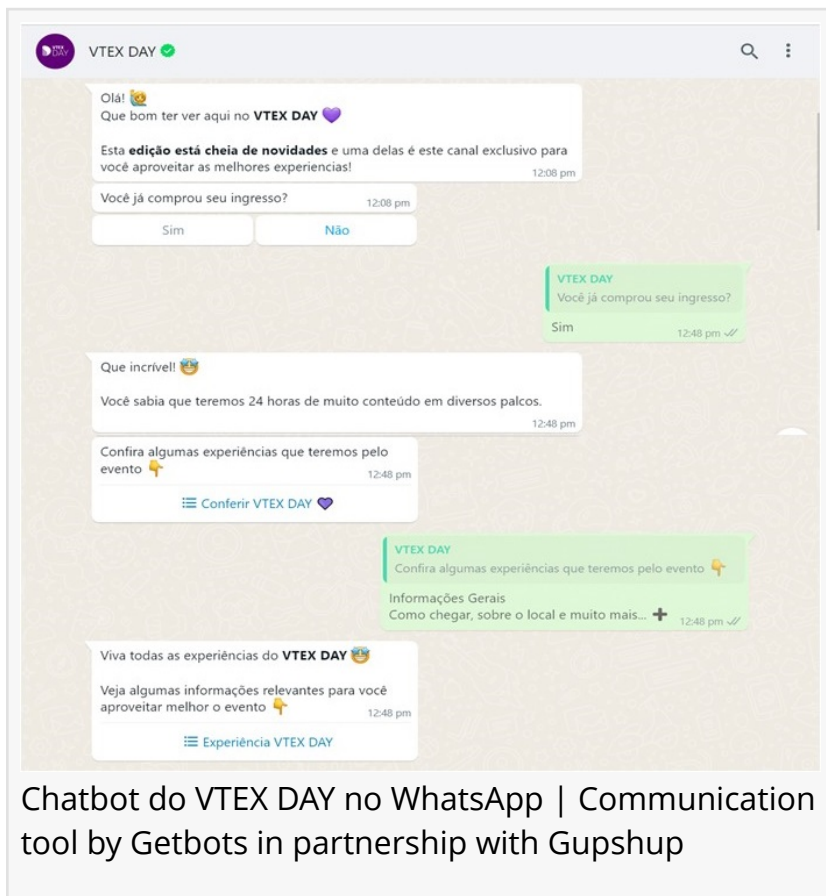 VTEX DAY
VTEX DAY
Olá! 🙋
Que bom ter ver aqui no VTEX DAY 💜
Esta edição está cheia de novidades e uma delas é este canal exclusivo para
você aproveitar as melhores experiencias!
12:08 pm
Você já comprou seu ingresso?
12:08 pm
Sim
Não
VTEX DAY
Você já comprou seu ingresso?
Sim
12:48 pm
Que incrível! 🤩
Você sabia que teremos 24 horas de muito conteúdo em diversos palcos.
12:48 pm
Confira algumas experiências que teremos pelo
evento 👇
12:48 pm
Conferir VTEX DAY 💜
VTEX DAY
Confira algumas experiências que teremos pelo evento 👇
Informações Gerais
Como chegar, sobre o local e muito mais... ➕
12:48 pm
Viva todas as experiências do VTEX DAY 🤩
Veja algumas informações relevantes para você
aproveitar melhor o evento 👇
12:48 pm
Experiência VTEX DAY
Chatbot do VTEX DAY no WhatsApp | Communication
tool by Getbots in partnership with Gupshup